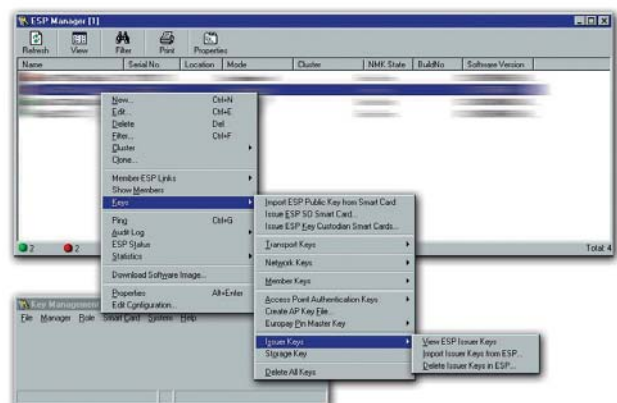 ESP Manager [1]
Refresh View Filter Print Properties
Name Serial No. Location Mode Cluster NMK State BuildNo Software Version
New... Ctrl+N
Edit... Ctrl+E
Delete Del
Filter... Ctrl+F
Cluster
Clone...
Member-ESP Links
Show Members
Keys
Ping Ctrl+G
Audit Log
ESP Status
Statistics
Download Software Image...
Properties Alt+Enter
Edit Configuration...
Import ESP Public Key from Smart Card
Issue ESP SO Smart Card...
Issue ESP Key Custodian Smart Cards...
Transport Keys
Network Keys
Member Keys
Access Point Authentication Keys
Create AP Key File...
Europay Pin Master Key
Issuer Keys
Storage Key
Delete All Keys
View ESP Issuer Keys
Import Issuer Keys from ESP...
Delete Issuer Keys in ESP...
2 2 Total: 4
Key Management
File Manager Role Smart Card System Help